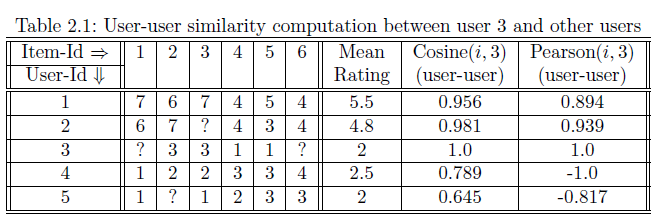 Table 2.1: User-user similarity computation between user 3 and other users
Item-Id ⇒ 1 2 3 4 5 6 Mean Cosine(i, 3) Pearson(i, 3)
User-Id ⇓ Rating (user-user) (user-user)
1 7 6 7 4 5 4 5.5 0.956 0.894
2 6 7 ? 4 3 4 4.8 0.981 0.939
3 ? 3 3 1 1 ? 2 1.0 1.0
4 1 2 2 3 3 4 2.5 0.789 -1.0
5 1 ? 1 2 3 3 2 0.645 -0.817